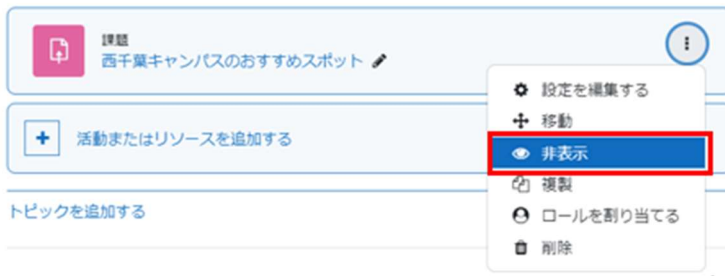 課題
西千葉キャンパスのおすすめスポット
設定を編集する
移動
活動またはリソースを追加する
非表示
複製
トピックを追加する
ロールを割り当てる
削除